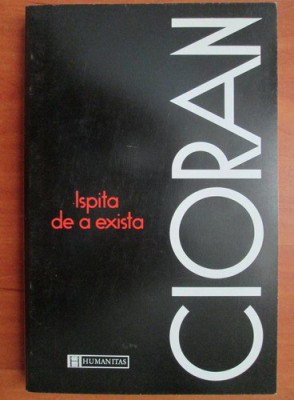 CIORAN
Ispita
de a exista
H HUMANITAS